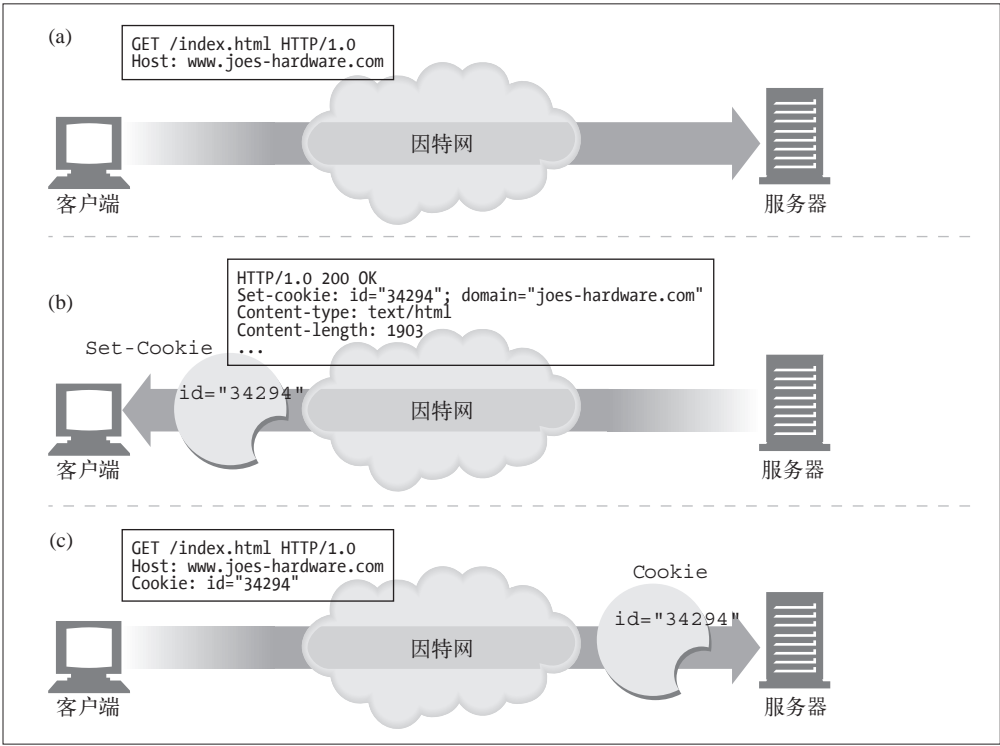 (a)
GET /index.html HTTP/1.0
Host: www.joes-hardware.com
因特网
客户端
服务器
(b)
HTTP/1.0 200 OK
Set-cookie: id="34294"; domain="joes-hardware.com"
Content-type: text/html
Content-length: 1903
...
Set-Cookie
id="34294"
因特网
客户端
服务器
(c)
GET /index.html HTTP/1.0
Host: www.joes-hardware.com
Cookie: id="34294"
Cookie
id="34294"
因特网
客户端
服务器